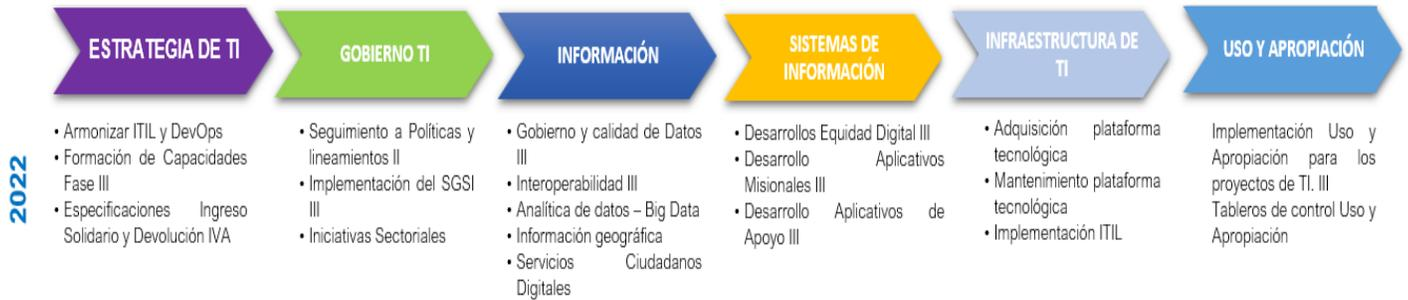 2022
ESTRATEGIA DE TI
• Armonizar ITIL y DevOps
• Formación de Capacidades
Fase III
• Especificaciones Ingreso
Solidario y Devolución IVA
GOBIERNO TI
• Seguimiento a Políticas y
lineamientos II
• Implementación del SGSI
III
• Iniciativas Sectoriales
INFORMACIÓN
• Gobierno y calidad de Datos
III
• Interoperabilidad III
• Analítica de datos – Big Data
• Información geográfica
• Servicios Ciudadanos
Digitales
SISTEMAS DE
INFORMACIÓN
• Desarrollos Equidad Digital III
• Desarrollo Aplicativos
Misionales III
• Desarrollo Aplicativos de
Apoyo III
INFRAESTRUCTURA DE
TI
• Adquisición plataforma
tecnológica
• Mantenimiento plataforma
tecnológica
• Implementación ITIL
USO Y APROPIACIÓN
Implementación Uso y
Apropiación para los
proyectos de TI. III
Tableros de control Uso y
Apropiación